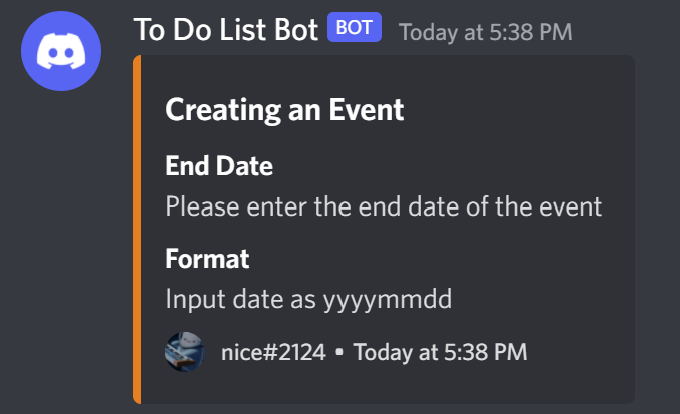 To Do List Bot BOT Today at 5:38 PM
Creating an Event
End Date
Please enter the end date of the event
Format
Input date as yyyymmdd
nice#2124 • Today at 5:38 PM